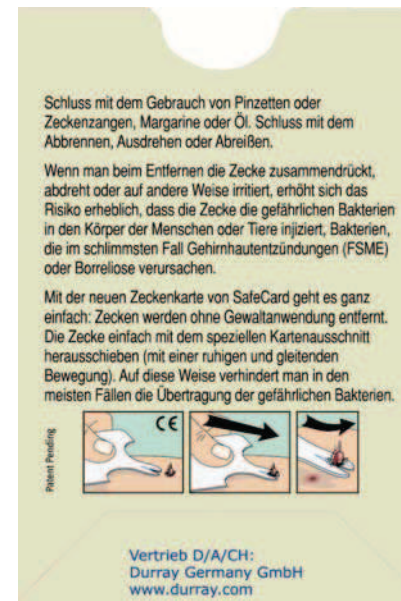 Schluss mit dem Gebrauch von Pinzetten oder
Zeckenzangen, Margarine oder Öl. Schluss mit dem
Abbrennen, Ausdrehen oder Abreißen.
Wenn man beim Entfernen die Zecke zusammendrückt,
abdreht oder auf andere Weise irritiert, erhöht sich das
Risiko erheblich, dass die Zecke die gefährlichen Bakterien
in den Körper der Menschen oder Tiere injiziert, Bakterien,
die im schlimmsten Fall Gehirnhautentzündungen (FSME)
oder Borreliose verursachen.
Mit der neuen Zeckenkarte von SafeCard geht es ganz
einfach: Zecken werden ohne Gewaltanwendung entfernt.
Die Zecke einfach mit dem speziellen Kartenausschnitt
herausschieben (mit einer ruhigen und gleitenden
Bewegung). Auf diese Weise verhindert man in den
meisten Fällen die Übertragung der gefährlichen Bakterien.
Patent Pending
CE
Vertrieb D/A/CH:
Durray Germany GmbH
www.durray.com